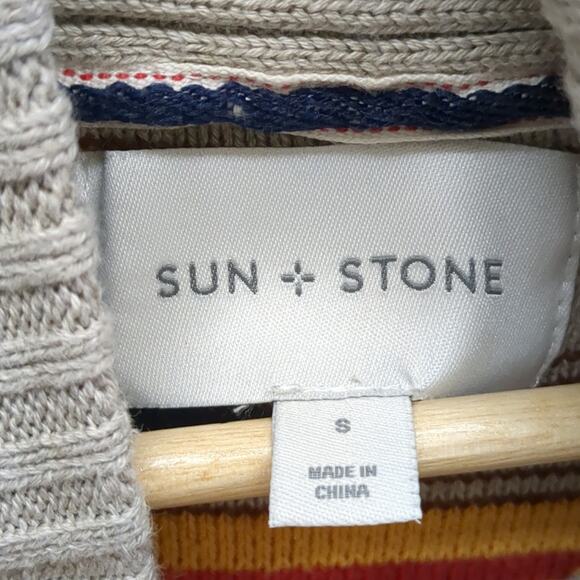 SUN + STONE
S
MADE IN
CHINA